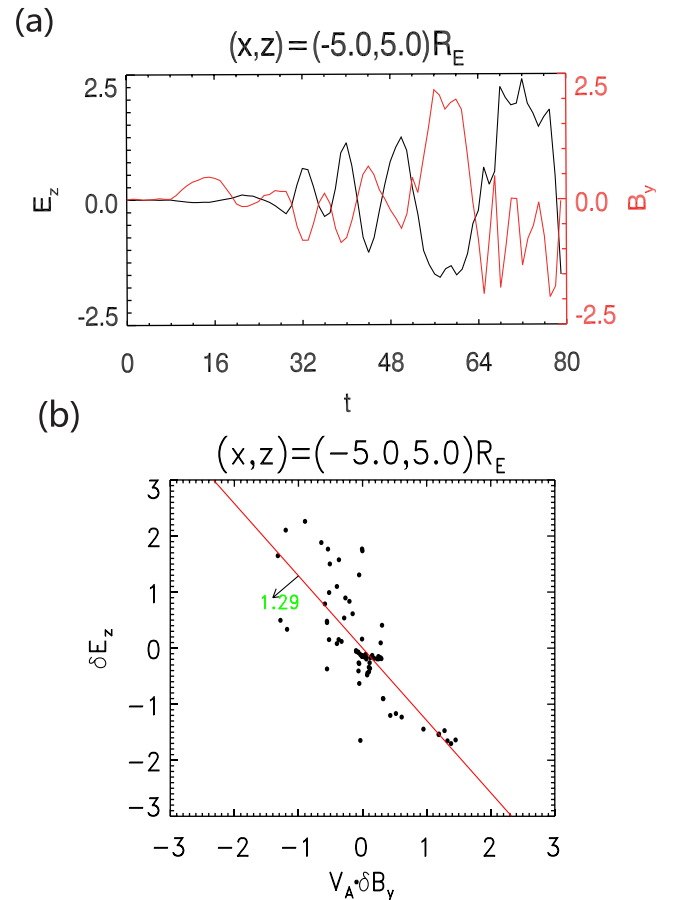 (a)
(x,z)=(-5.0,5.0)R_E
2.5 2.5
E_z 0.0 0.0 B_y
-2.5 -2.5
0 16 32 48 64 80
t
(b)
(x,z)=(−5.0,5.0)R_E
3
2
1
1.29
δE_z 0
−1
−2
−3
−3 −2 −1 0 1 2 3
V_A•δB_y